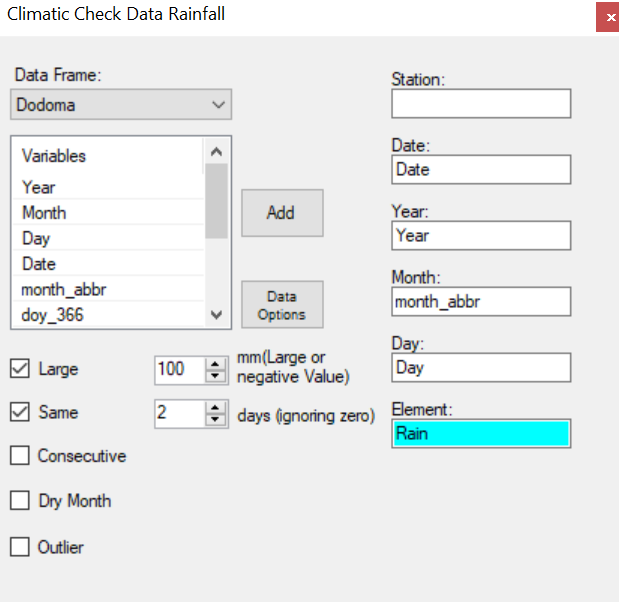 Climatic Check Data Rainfall
Data Frame:
Dodoma
Variables
Year
Month
Day
Date
month_abbr
doy_366
Add
Data
Options
Large
100
mm(Large or
negative Value)
Same
2
days (ignoring zero)
Consecutive
Dry Month
Outlier
Station:
Date:
Date
Year:
Year
Month:
month_abbr
Day:
Day
Element:
Rain